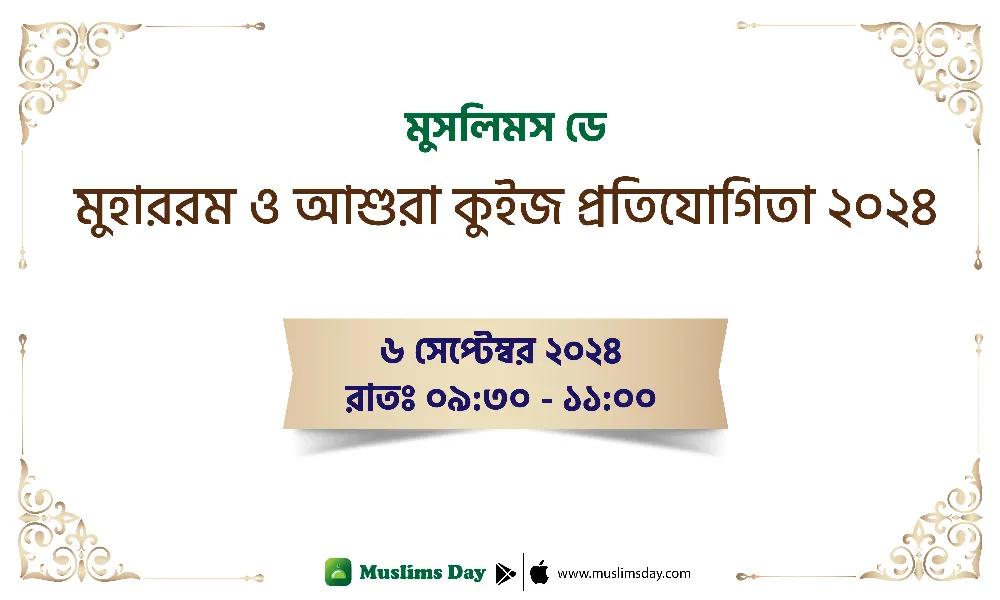 মুসলিমস ডে
মুহাররম ও আশুরা কুইজ প্রতিযোগিতা ২০২৪
৬ সেপ্টেম্বর ২০২৪
রাতঃ ০৯:৩০ - ১১:০০
Muslims Day www.muslimsday.com